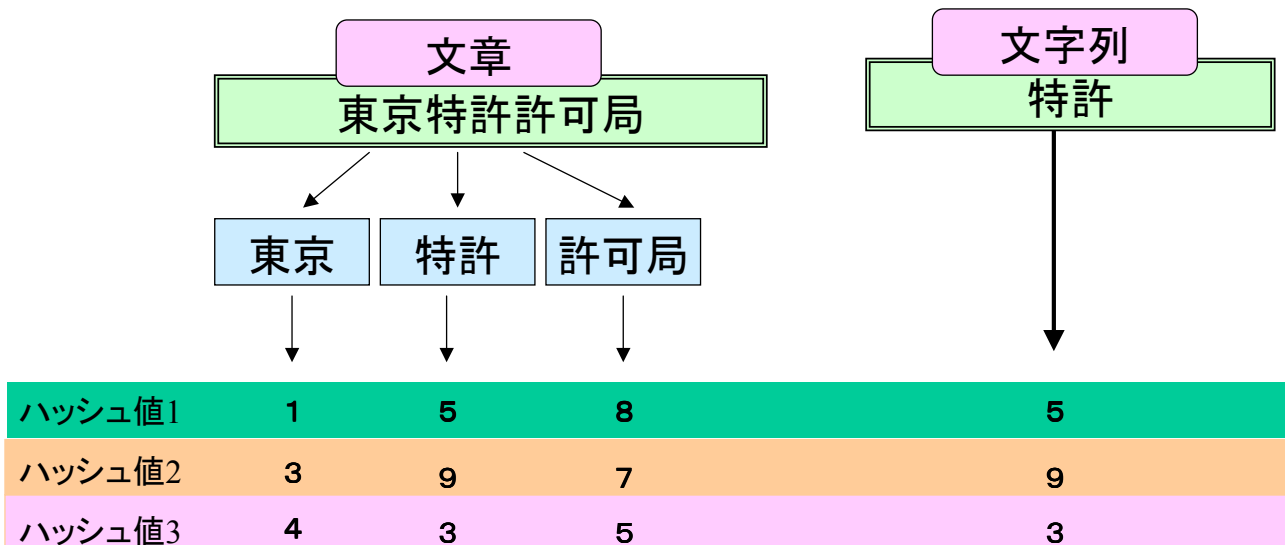 文章
東京特許許可局
文字列
特許
東京 特許 許可局
ハッシュ値1 1 5 8 5
ハッシュ値2 3 9 7 9
ハッシュ値3 4 3 5 3